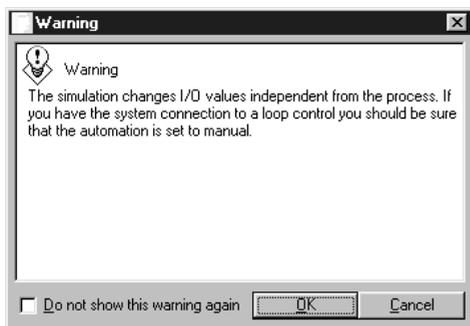 Warning
Warning
The simulation changes I/O values independent from the process. If
you have the system connection to a loop control you should be sure
that the automation is set to manual.
Do not show this warning again
OK
Cancel